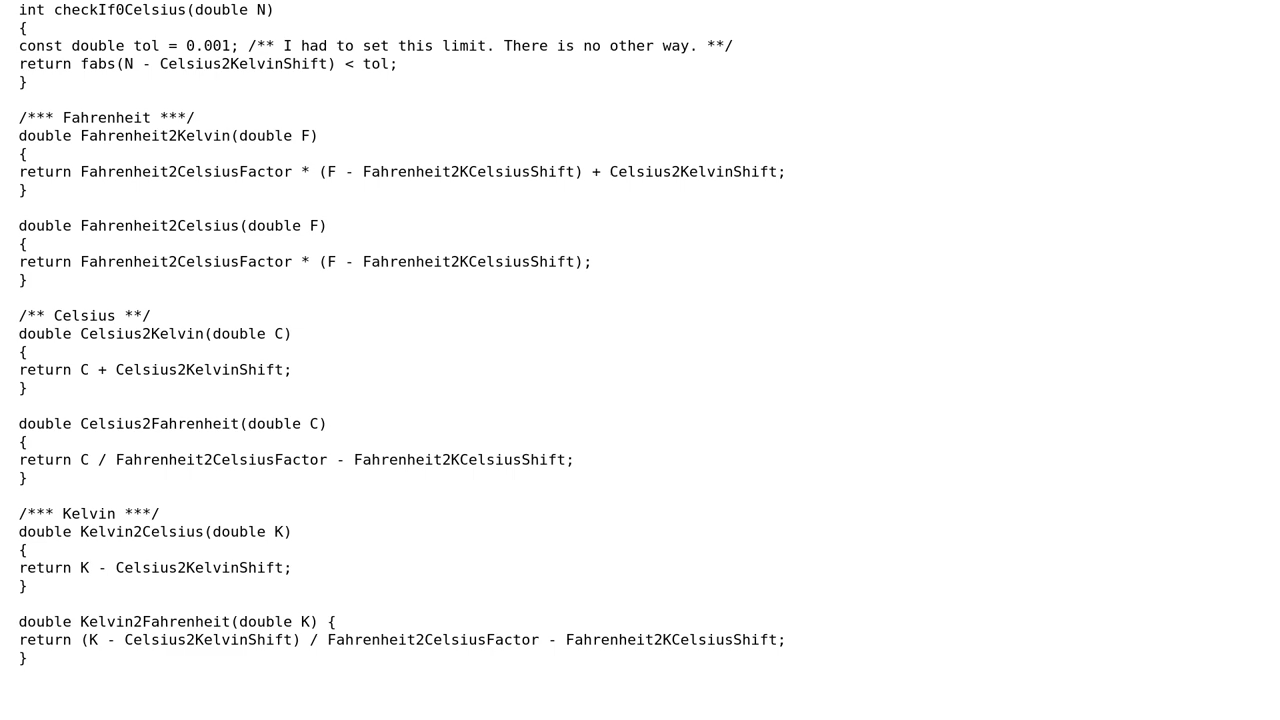 int checkIf0Celsius(double N)
{
const double tol = 0.001; /** I had to set this limit. There is no other way. **/
return fabs(N - Celsius2KelvinShift) < tol;
}

/*** Fahrenheit ***/
double Fahrenheit2Kelvin(double F)
{
return Fahrenheit2CelsiusFactor * (F - Fahrenheit2KCelsiusShift) + Celsius2KelvinShift;
}

double Fahrenheit2Celsius(double F)
{
return Fahrenheit2CelsiusFactor * (F - Fahrenheit2KCelsiusShift);
}

/** Celsius **/
double Celsius2Kelvin(double C)
{
return C + Celsius2KelvinShift;
}

double Celsius2Fahrenheit(double C)
{
return C / Fahrenheit2CelsiusFactor - Fahrenheit2KCelsiusShift;
}

/*** Kelvin ***/
double Kelvin2Celsius(double K)
{
return K - Celsius2KelvinShift;
}

double Kelvin2Fahrenheit(double K) {
return (K - Celsius2KelvinShift) / Fahrenheit2CelsiusFactor - Fahrenheit2KCelsiusShift;
}